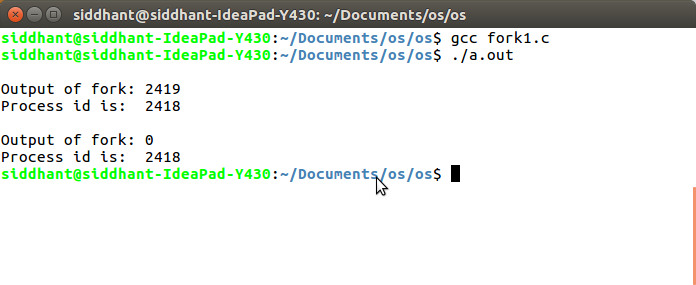 siddhant@siddhant-IdeaPad-Y430: ~/Documents/os/os
siddhant@siddhant-IdeaPad-Y430:~/Documents/os/os$ gcc fork1.c
siddhant@siddhant-IdeaPad-Y430:~/Documents/os/os$ ./a.out
Output of fork: 2419
Process id is:  2418
Output of fork: 0
Process id is:  2418
siddhant@siddhant-IdeaPad-Y430:~/Documents/os/os$